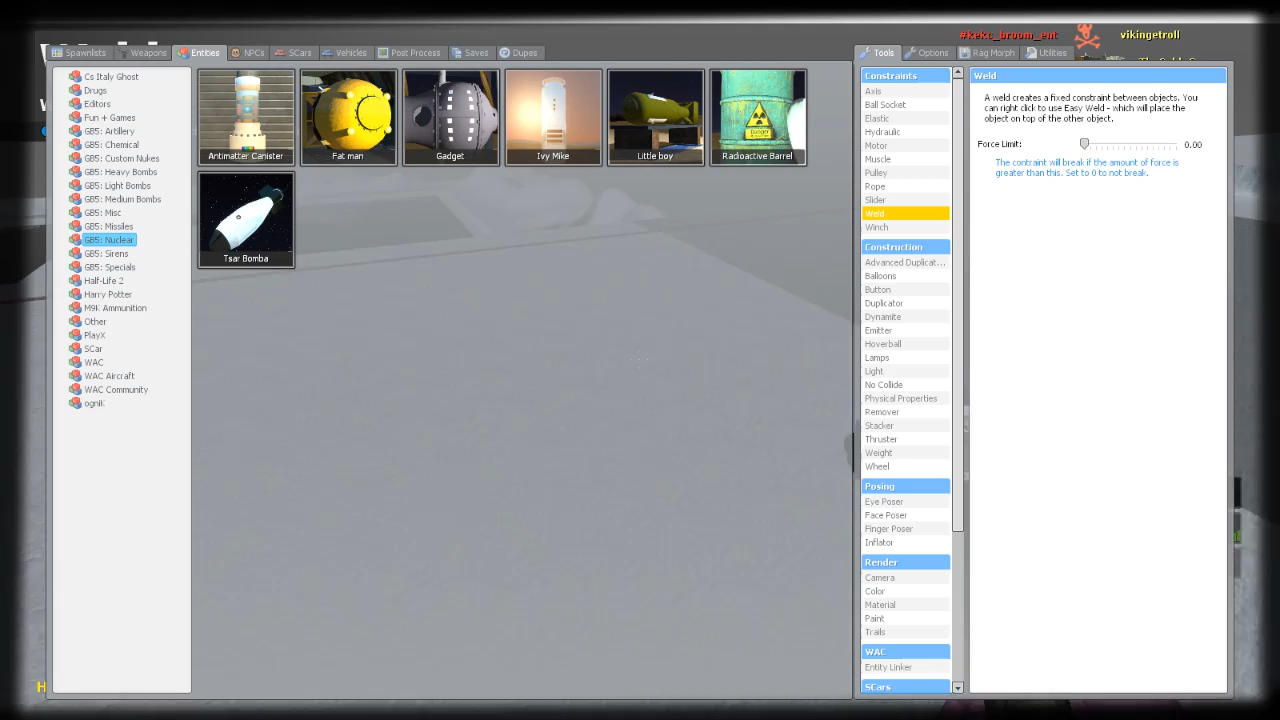 #kekc_broom_ent vikingetroll
Spawnlists Weapons Entities NPCs SCars Vehicles Post Process Saves Dupes
Tools Options Rag Morph Utilities
Cs Italy Ghost
Drugs
Editors
Fun + Games
GB5: Artillery
GB5: Chemical
GB5: Custom Nukes
GB5: Heavy Bombs
GB5: Light Bombs
GB5: Medium Bombs
GB5: Misc
GB5: Missiles
GB5: Nuclear
GB5: Sirens
GB5: Specials
Half-Life 2
Harry Potter
M9K Ammunition
Other
PlayX
SCar
WAC
WAC Aircraft
WAC Community
ognik
Antimatter Canister
Fat man
Gadget
Ivy Mike
Little boy
Danger
Radioactive Barrel
Tsar Bomba
Constraints
Axis
Ball Socket
Elastic
Hydraulic
Motor
Muscle
Pulley
Rope
Slider
Weld
Winch
Construction
Advanced Duplicat...
Balloons
Button
Duplicator
Dynamite
Emitter
Hoverball
Lamps
Light
No Collide
Physical Properties
Remover
Stacker
Thruster
Weight
Wheel
Posing
Eye Poser
Face Poser
Finger Poser
Inflator
Render
Camera
Color
Material
Paint
Trails
WAC
Entity Linker
SCars
Weld
A weld creates a fixed constraint between objects. You
can right click to use Easy Weld - which will place the
object on top of the other object.
Force Limit: 0.00
The contraint will break if the amount of force is
greater than this. Set to 0 to not break.
H